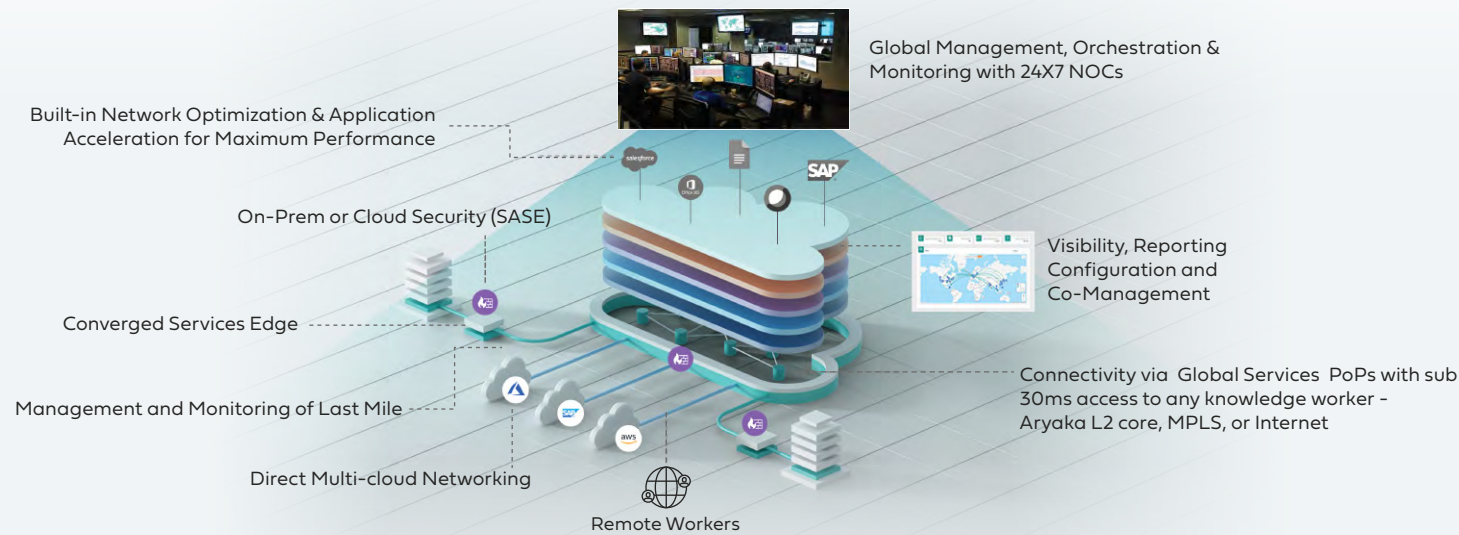 Global Management, Orchestration &
Monitoring with 24X7 NOCs
Built-in Network Optimization & Application
Acceleration for Maximum Performance
salesforce
Office 365
SAP
On-Prem or Cloud Security (SASE)
Visibility, Reporting
Configuration and
Co-Management
Converged Services Edge
Connectivity via Global Services PoPs with sub
30ms access to any knowledge worker -
Aryaka L2 core, MPLS, or Internet
Management and Monitoring of Last Mile
SAP
aws
Direct Multi-cloud Networking
Remote Workers